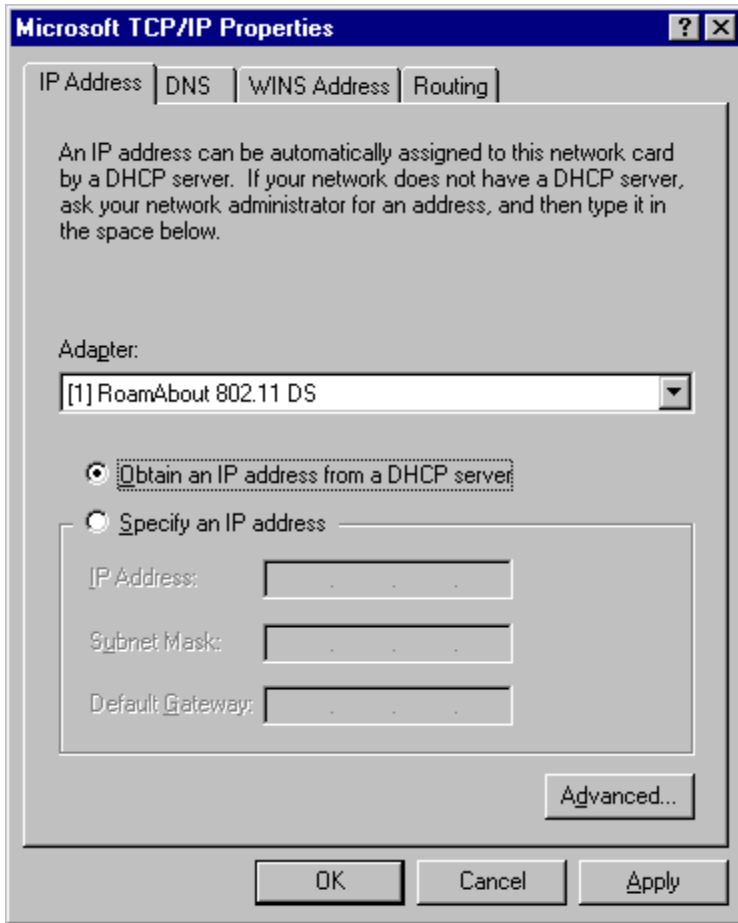 Microsoft TCP/IP Properties
IP Address DNS WINS Address Routing
An IP address can be automatically assigned to this network card
by a DHCP server. If your network does not have a DHCP server,
ask your network administrator for an address, and then type it in
the space below.
Adapter:
[1] RoamAbout 802.11 DS
Obtain an IP address from a DHCP server
Specify an IP address
IP Address: . . .
Subnet Mask: . . .
Default Gateway: . . .
Advanced...
OK Cancel Apply